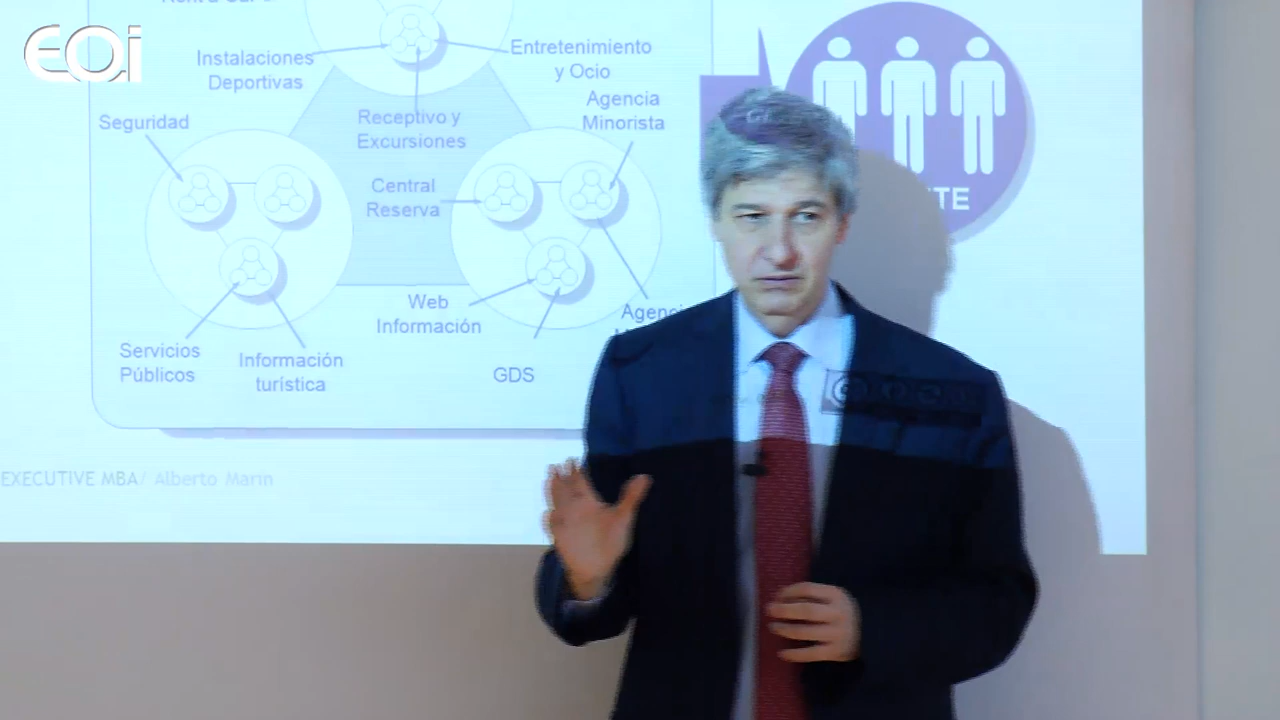 eoi
Instalaciones
Deportivas
Entretenimiento
y Ocio
Seguridad
Receptivo y
Excursiones
Agencia
Minorista
Central
Reserva
Web
Información
Servicios
Públicos
Información
turística
GDS
EXECUTIVE MBA/ Alberto Marín